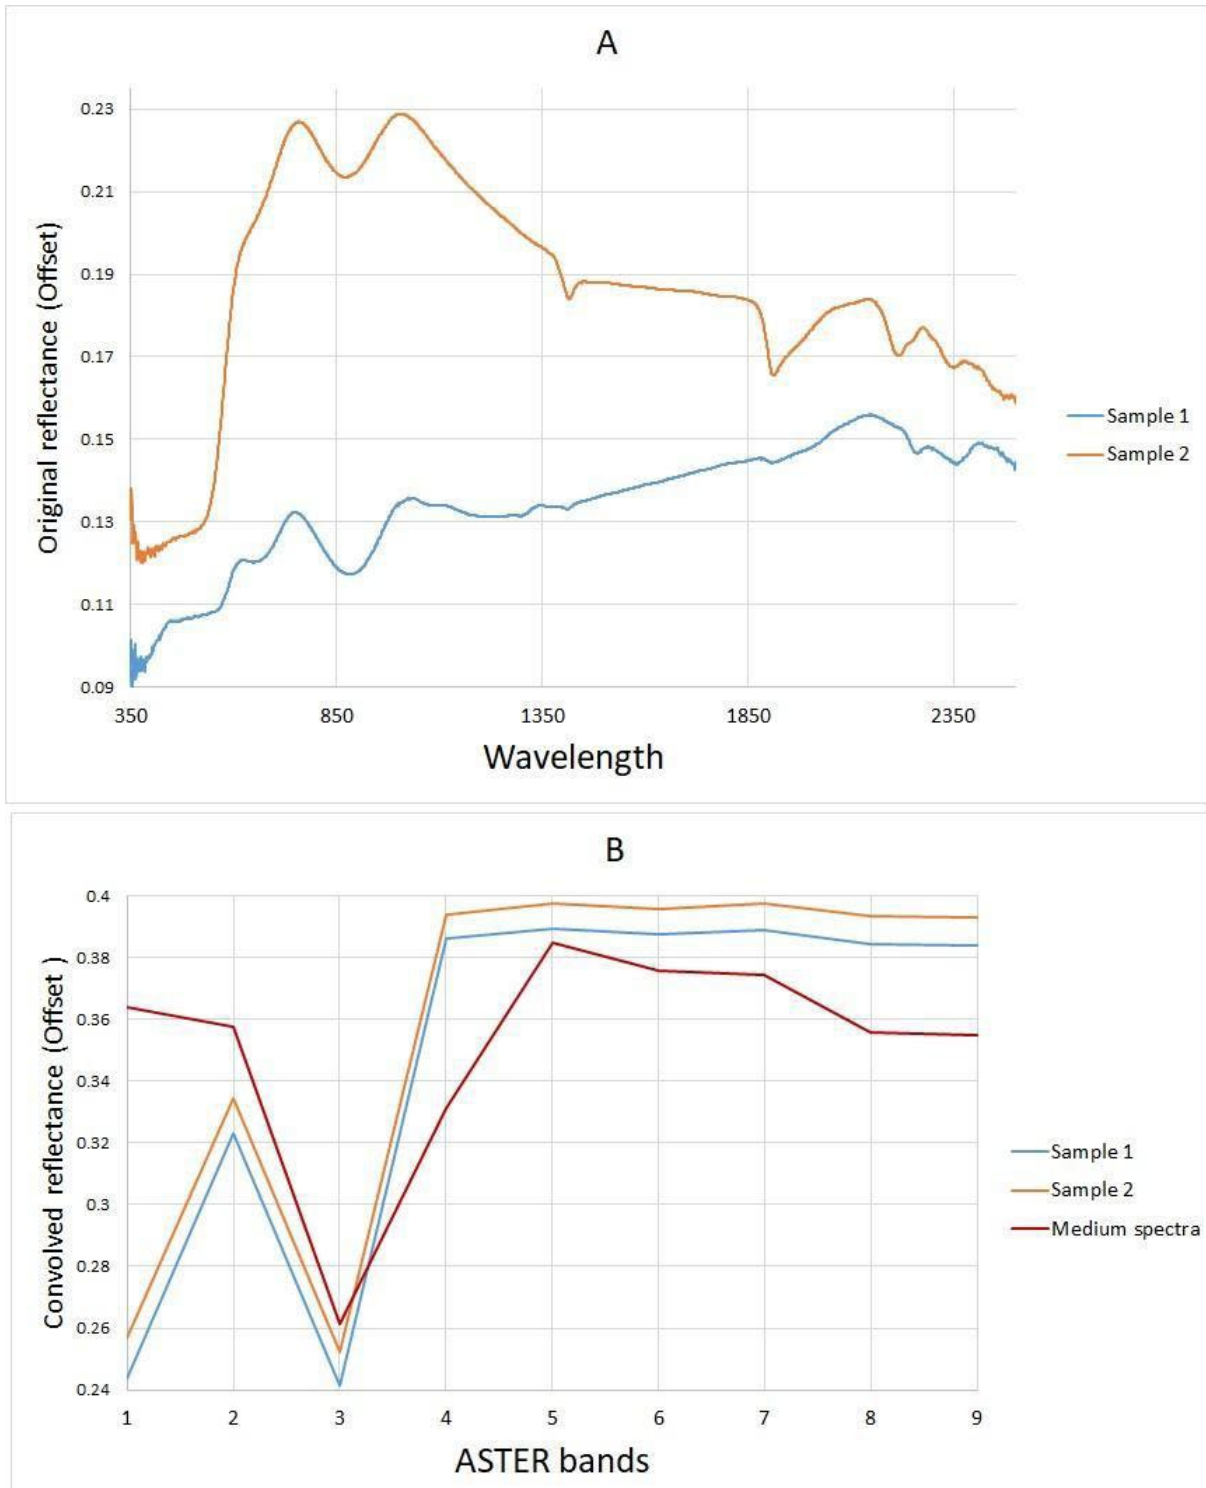 A
Original reflectance (Offset)
0.23
0.21
0.19
0.17
0.15
0.13
0.11
0.09
350 850 1350 1850 2350
Wavelength
Sample 1
Sample 2
B
Convolved reflectance (Offset )
0.4
0.38
0.36
0.34
0.32
0.3
0.28
0.26
0.24
1 2 3 4 5 6 7 8 9
ASTER bands
Sample 1
Sample 2
Medium spectra